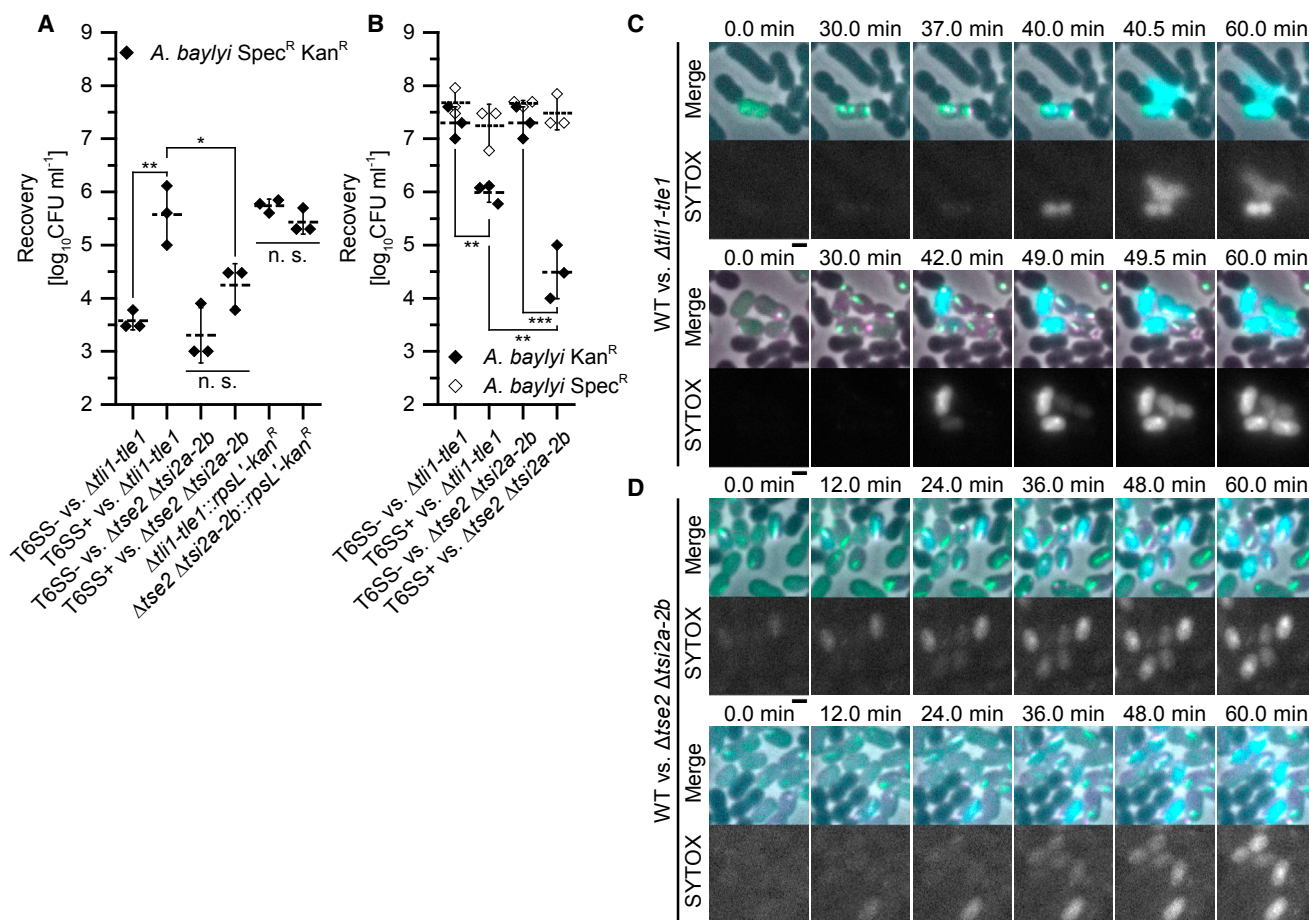 A
9
8
7
6
5
4
3
2
Recovery
[log₁₀CFU ml⁻¹]
A. baylyi Specᴿ Kanᴿ
**
*
n. s.
n. s.
T6SS- vs. Δtli1-tle1
T6SS+ vs. Δtli1-tle1
T6SS- vs. Δtse2 Δtsi2a-2b
T6SS+ vs. Δtse2 Δtsi2a-2b
Δtli1-tle1::rpsL'-kanᴿ
Δtse2 Δtsi2a-2b::rpsL'-kanᴿ
B
9
8
7
6
5
4
3
2
Recovery
[log₁₀CFU ml⁻¹]
**
***
**
A. baylyi Kanᴿ
A. baylyi Specᴿ
T6SS- vs. Δtli1-tle1
T6SS+ vs. Δtli1-tle1
T6SS- vs. Δtse2 Δtsi2a-2b
T6SS+ vs. Δtse2 Δtsi2a-2b
C
WT vs. Δtli1-tle1
0.0 min 30.0 min 37.0 min 40.0 min 40.5 min 60.0 min
Merge
SYTOX
0.0 min 30.0 min 42.0 min 49.0 min 49.5 min 60.0 min
Merge
SYTOX
D
WT vs. Δtse2 Δtsi2a-2b
0.0 min 12.0 min 24.0 min 36.0 min 48.0 min 60.0 min
Merge
SYTOX
0.0 min 12.0 min 24.0 min 36.0 min 48.0 min 60.0 min
Merge
SYTOX